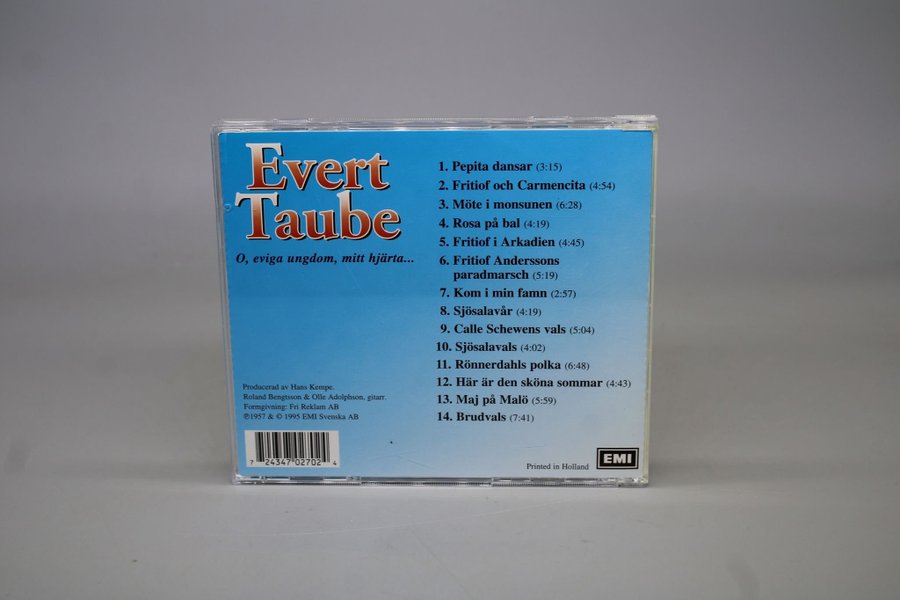 Evert
Taube
O, eviga ungdom, mitt hjärta...
1. Pepita dansar (3:15)
2. Fritiof och Carmencita (4:54)
3. Möte i monsunen (6:28)
4. Rosa på bal (4:19)
5. Fritiof i Arkadien (4:45)
6. Fritiof Anderssons
paradmarsch (5:19)
7. Kom i min famn (2:57)
8. Sjösalavår (4:19)
9. Calle Schewens vals (5:04)
10. Sjösalavals (4:02)
11. Rönnerdahls polka (6:48)
12. Här är den sköna sommar (4:43)
13. Maj på Malö (5:59)
14. Brudvals (7:41)
Producerad av Hans Kempe.
Roland Bengtsson & Olle Adolphson, gitarr.
Formgivning: Fri Reklam AB
℗1957 & © 1995 EMI Svenska AB
7 24347 02702 4
Printed in Holland
EMI